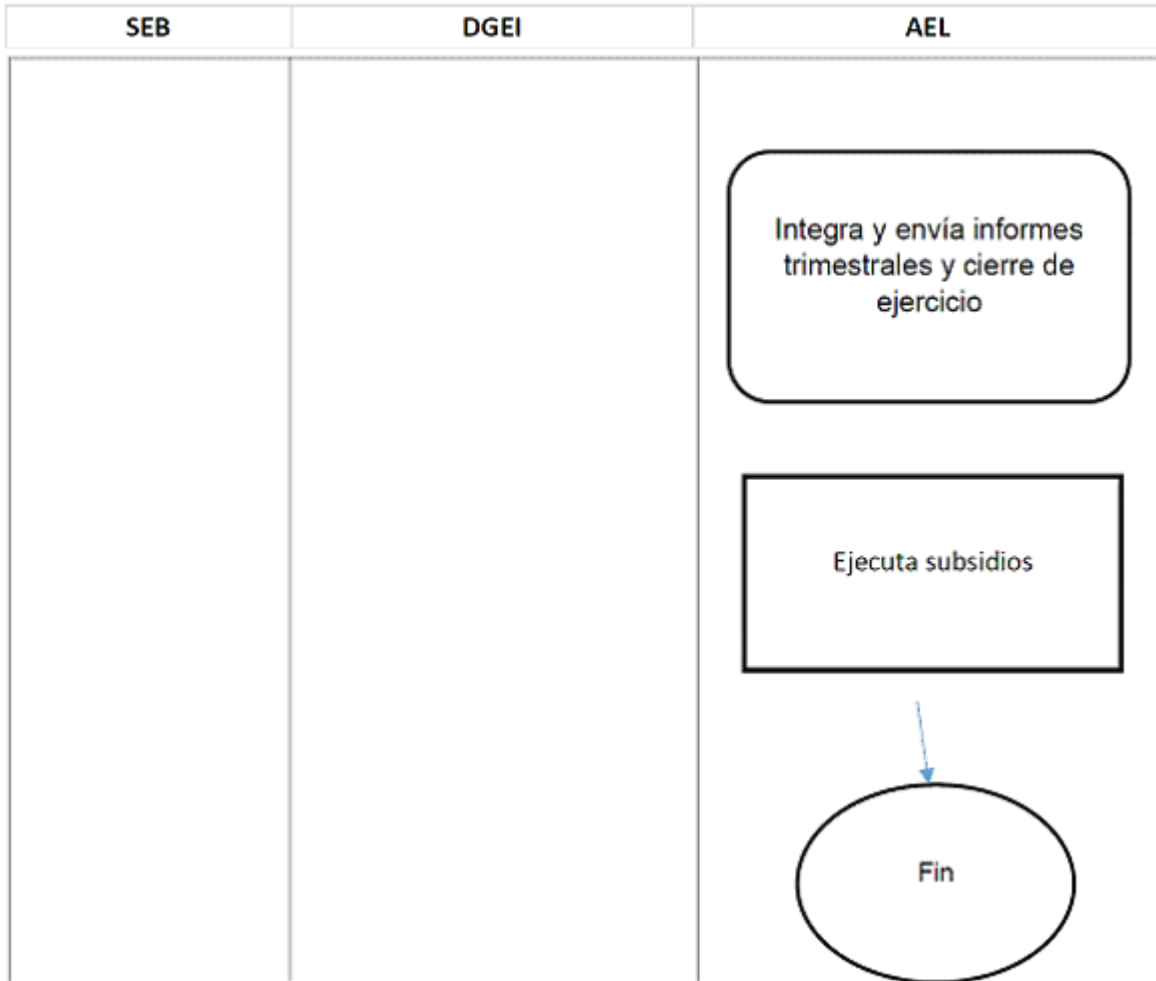 SEB
DGEI
AEL
Integra y envía informes
trimestrales y cierre de
ejercicio
Ejecuta subsidios
Fin